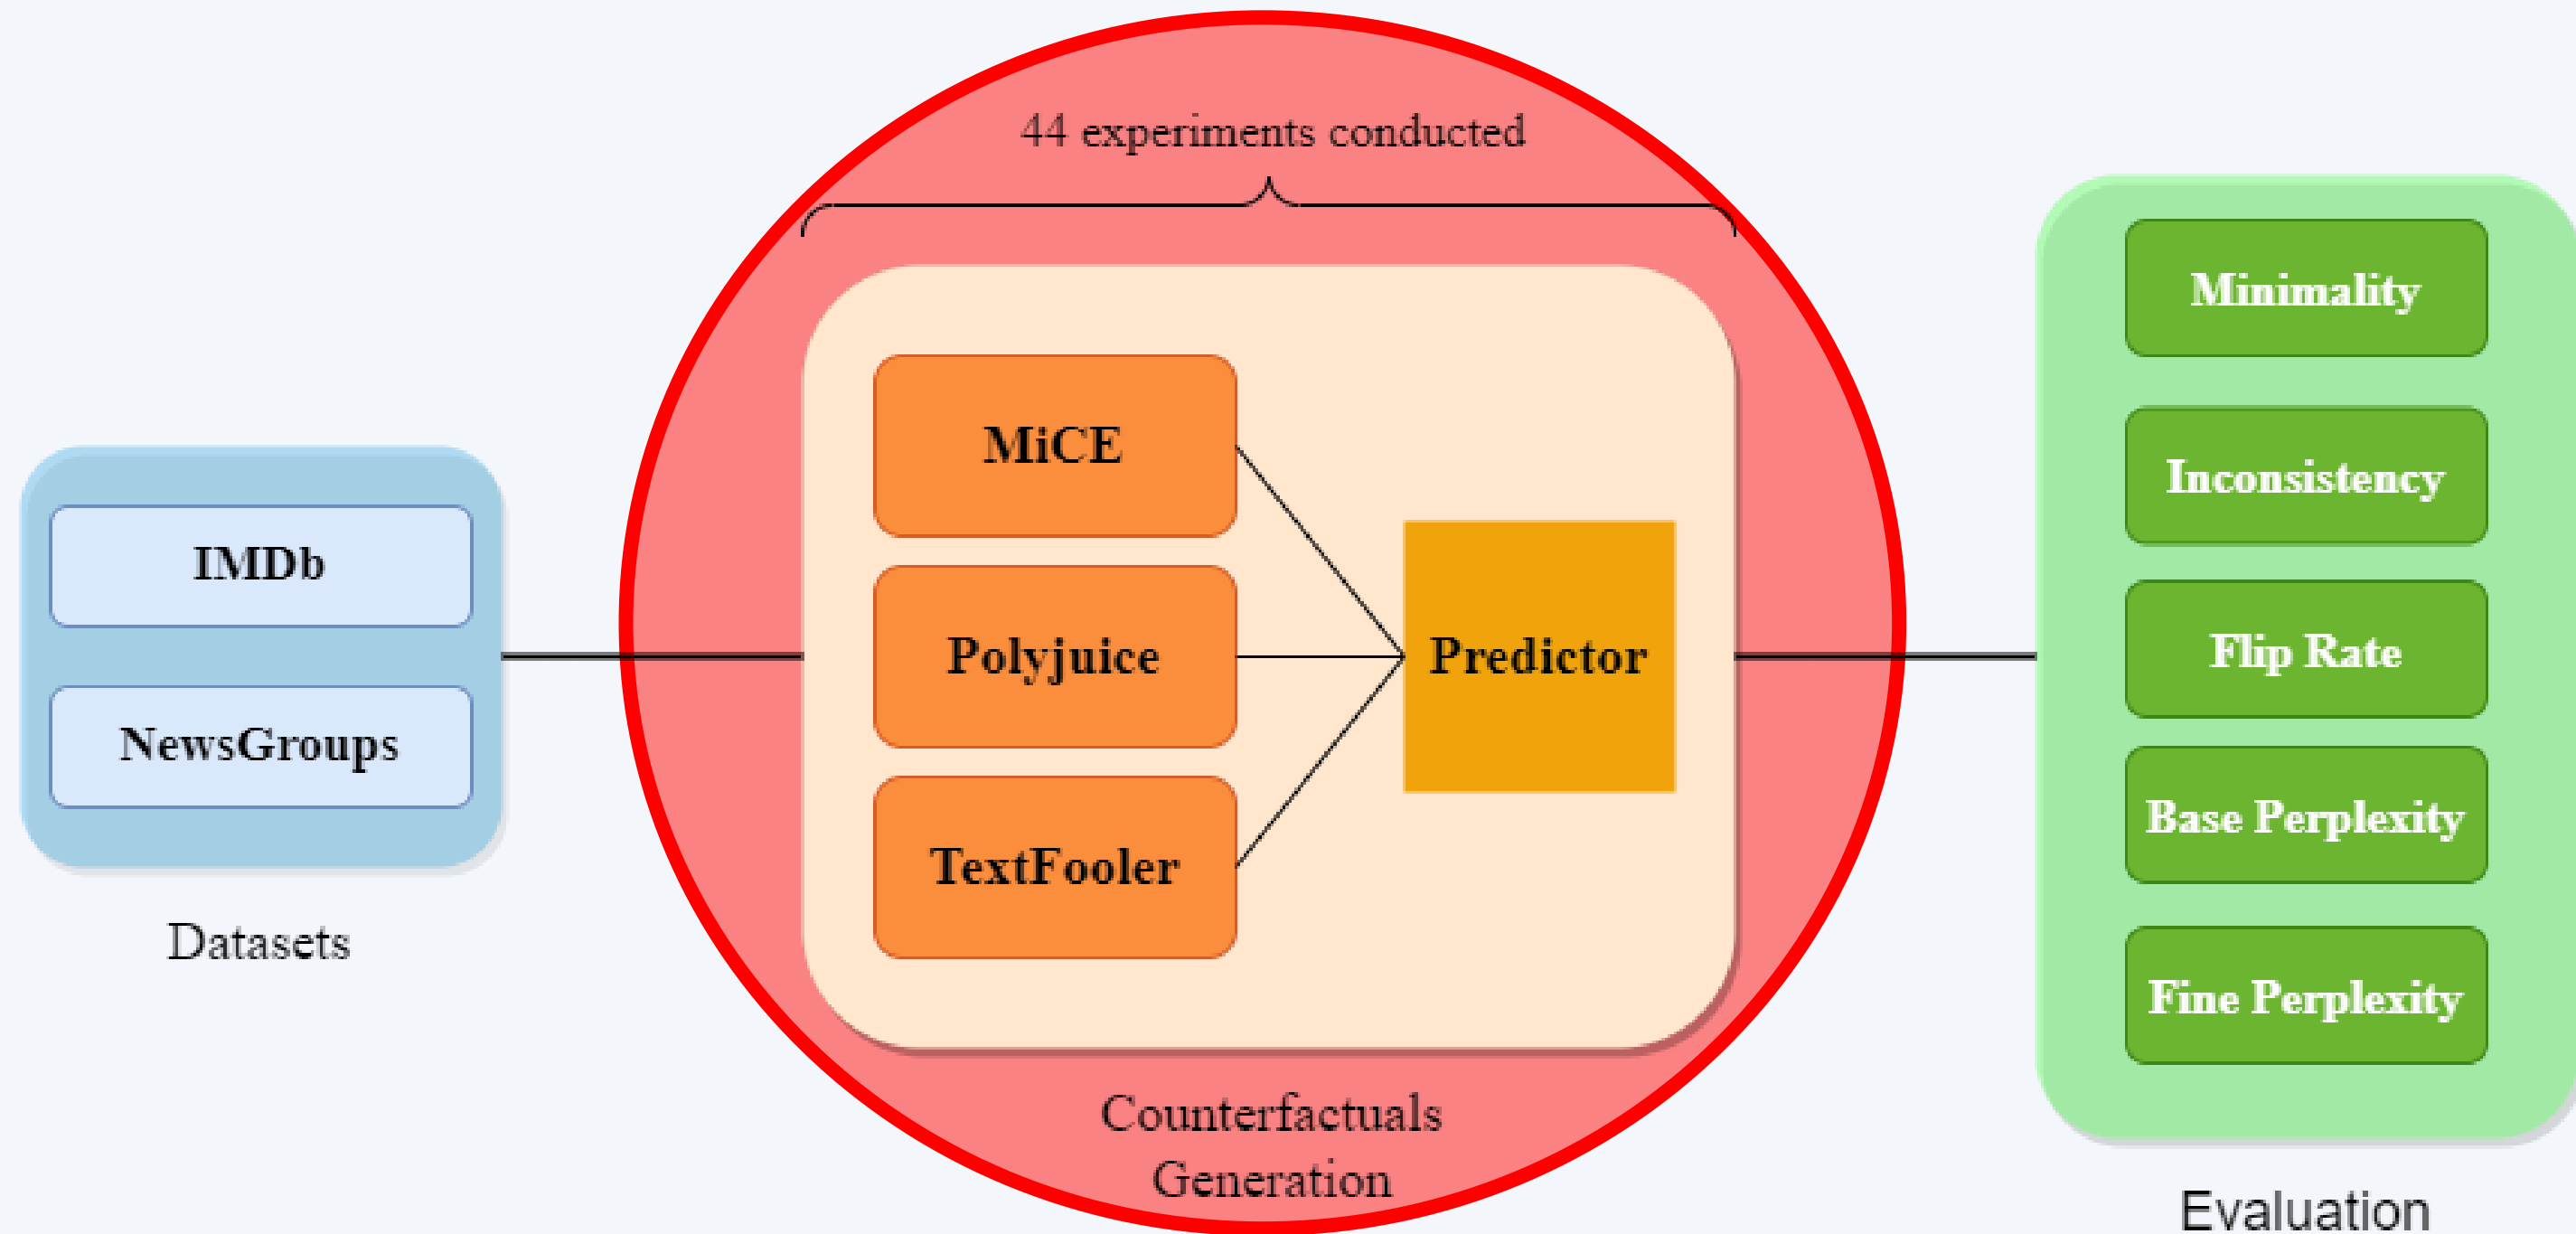 IMDb
NewsGroups
Datasets
44 experiments conducted
MiCE
Polyjuice
TextFooler
Predictor
Counterfactuals
Generation
Minimality
Inconsistency
Flip Rate
Base Perplexity
Fine Perplexity
Evaluation